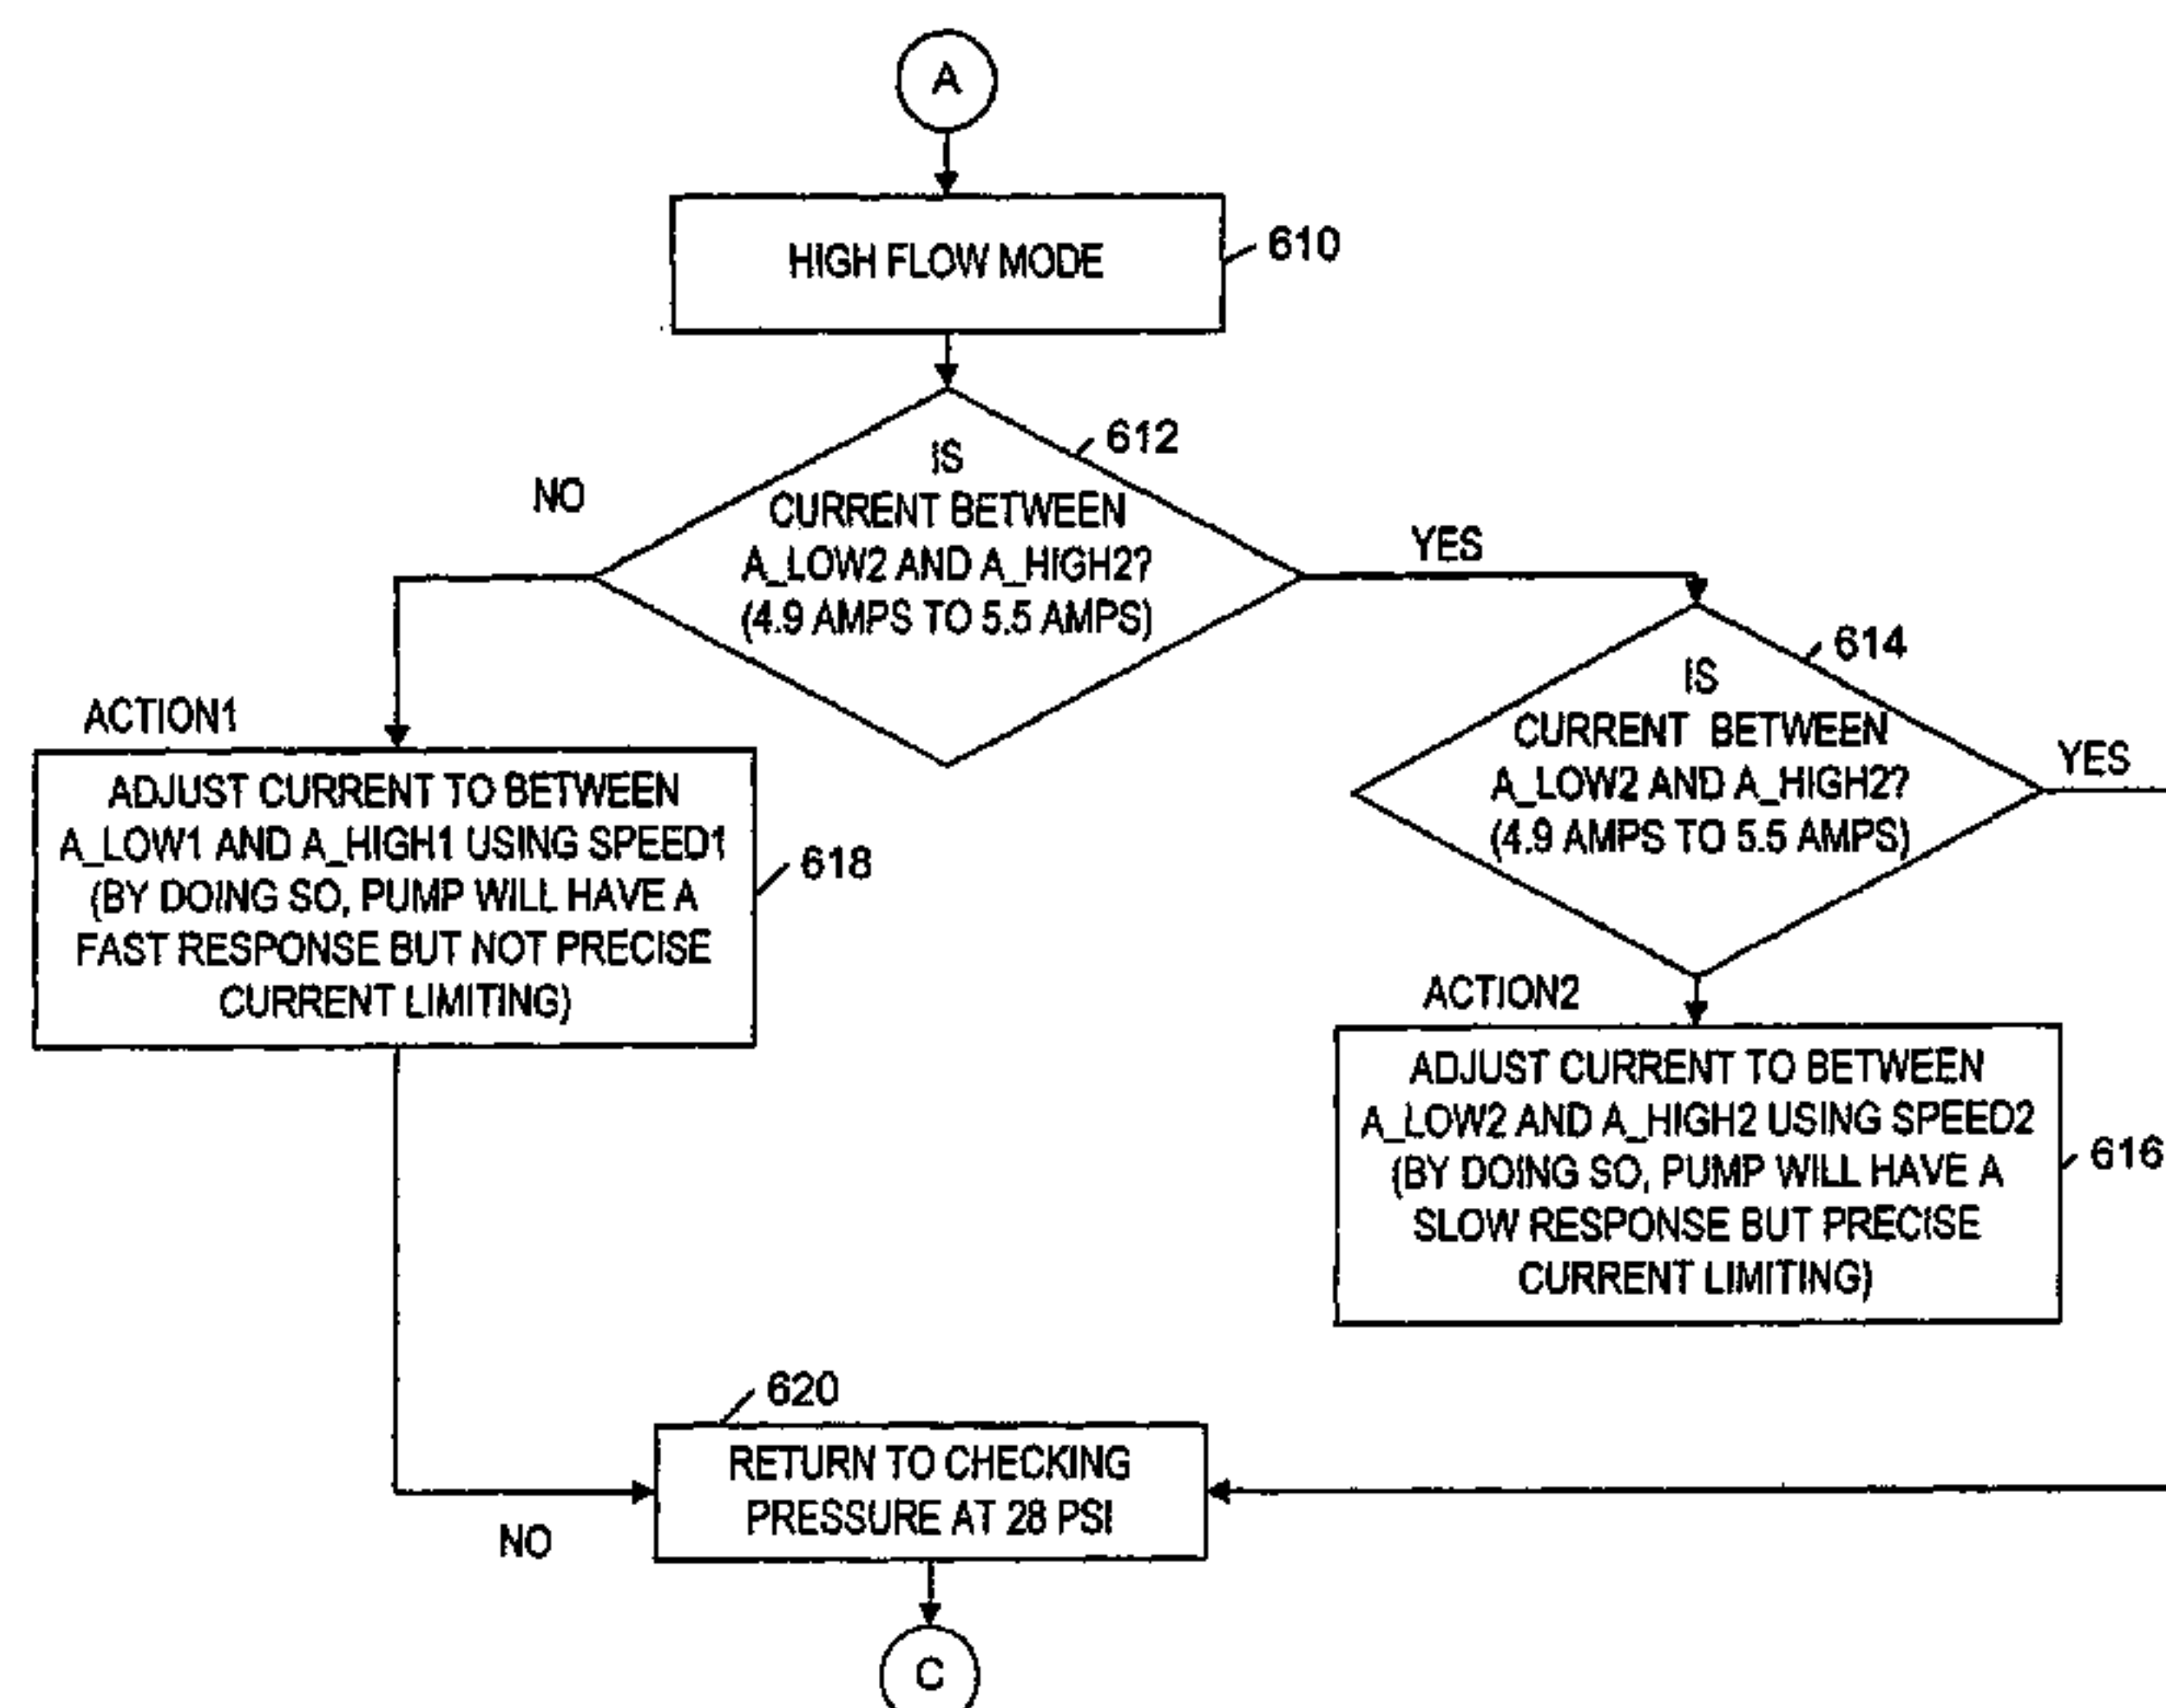 A
HIGH FLOW MODE
610
612
IS
CURRENT BETWEEN
A_LOW2 AND A_HIGH2?
(4.9 AMPS TO 5.5 AMPS)
NO
YES
614
IS
CURRENT BETWEEN
A_LOW2 AND A_HIGH2?
(4.9 AMPS TO 5.5 AMPS)
YES
ACTION1
ADJUST CURRENT TO BETWEEN
A_LOW1 AND A_HIGH1 USING SPEED1
(BY DOING SO, PUMP WILL HAVE A
FAST RESPONSE BUT NOT PRECISE
CURRENT LIMITING)
618
ACTION2
ADJUST CURRENT TO BETWEEN
A_LOW2 AND A_HIGH2 USING SPEED2
(BY DOING SO, PUMP WILL HAVE A
SLOW RESPONSE BUT PRECISE
CURRENT LIMITING)
616
620
RETURN TO CHECKING
PRESSURE AT 28 PSI
NO
C